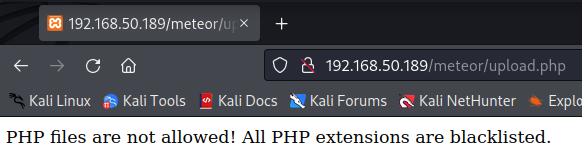 192.168.50.189/meteor/up
192.168.50.189/meteor/upload.php
Kali Linux Kali Tools Kali Docs Kali Forums Kali NetHunter Explo
PHP files are not allowed! All PHP extensions are blacklisted.